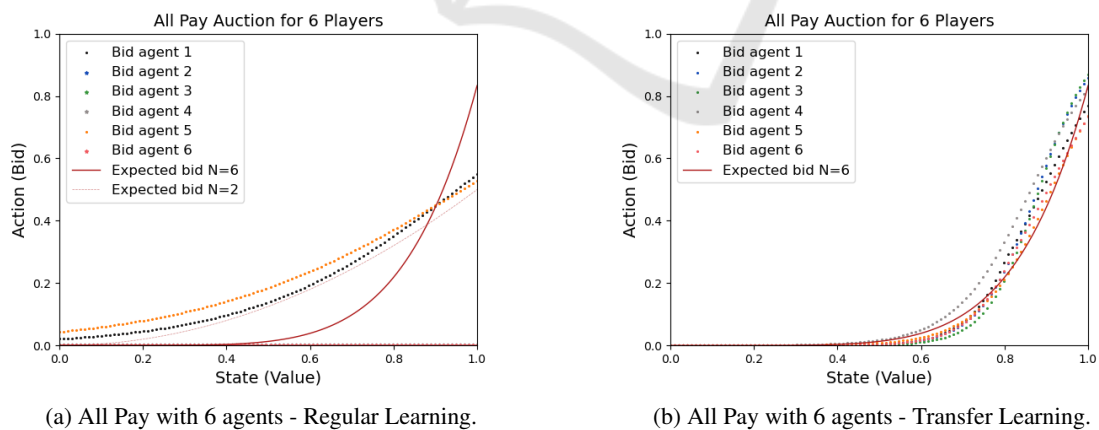 All Pay Auction for 6 Players
1.0
0.8
0.6
0.4
0.2
0.0
Action (Bid)
Bid agent 1
Bid agent 2
Bid agent 3
Bid agent 4
Bid agent 5
Bid agent 6
Expected bid N=6
Expected bid N=2
0.0 0.2 0.4 0.6 0.8 1.0
State (Value)
(a) All Pay with 6 agents - Regular Learning.
All Pay Auction for 6 Players
1.0
0.8
0.6
0.4
0.2
0.0
Action (Bid)
Bid agent 1
Bid agent 2
Bid agent 3
Bid agent 4
Bid agent 5
Bid agent 6
Expected bid N=6
0.0 0.2 0.4 0.6 0.8 1.0
State (Value)
(b) All Pay with 6 agents - Transfer Learning.